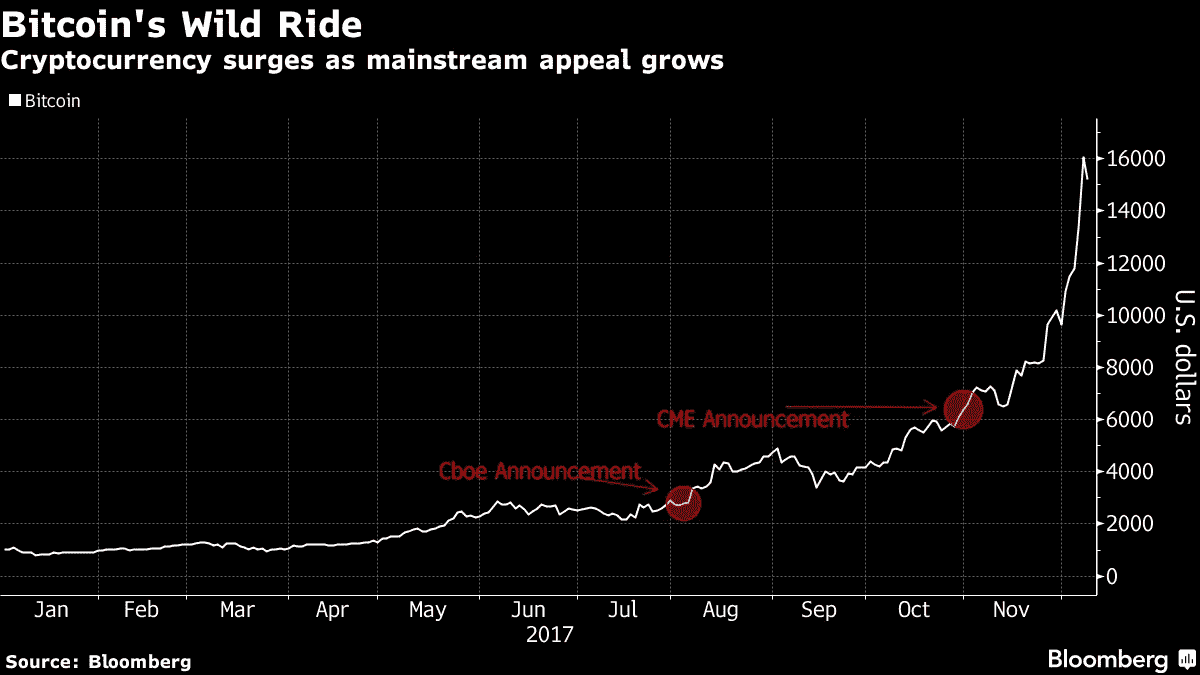 Bitcoin's Wild Ride
Cryptocurrency surges as mainstream appeal grows
Bitcoin
16000
14000
12000
10000
8000
6000
4000
2000
0
U.S. dollars
CME Announcement
Cboe Announcement
Jan Feb Mar Apr May Jun Jul Aug Sep Oct Nov
2017
Source: Bloomberg
Bloomberg